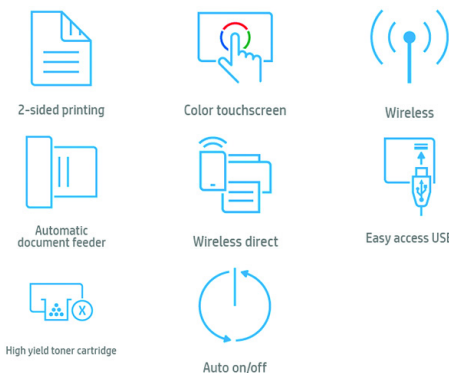 2-sided printing
Color touchscreen
Wireless
Automatic
document feeder
Wireless direct
Easy access USB
X
High yield toner cartridge
Auto on/off